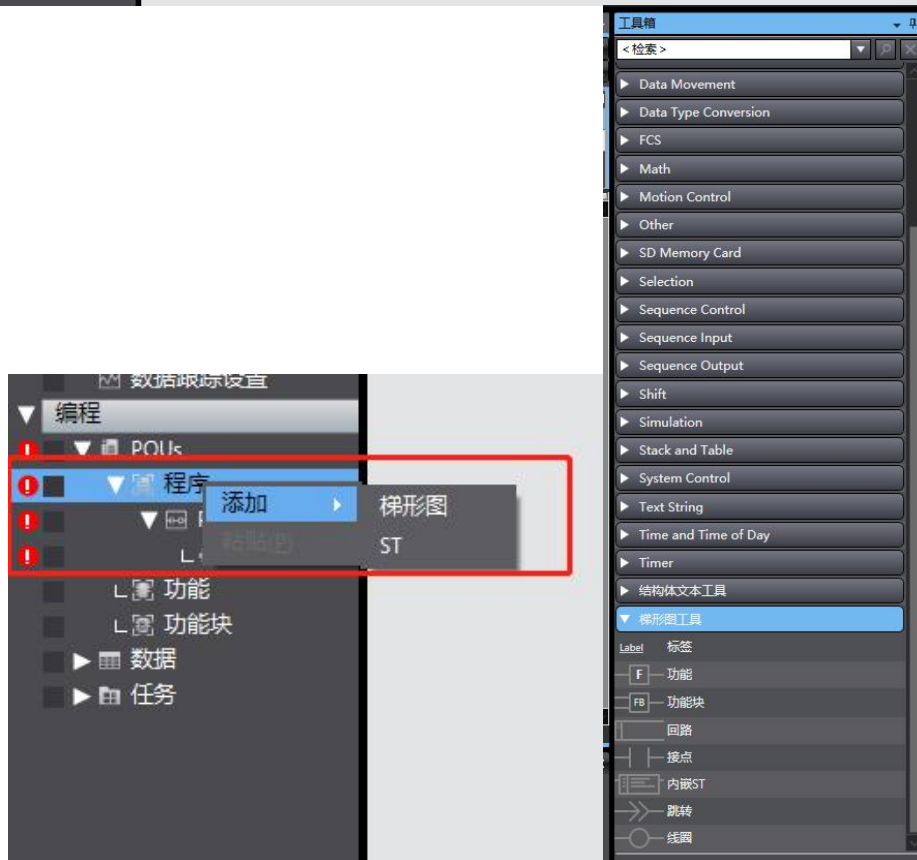 数据跟踪设置
编程
POUs
程序
添加
梯形图
粘贴(P)
ST
功能
功能块
数据
任务
工具箱
<检索>
Data Movement
Data Type Conversion
FCS
Math
Motion Control
Other
SD Memory Card
Selection
Sequence Control
Sequence Input
Sequence Output
Shift
Simulation
Stack and Table
System Control
Text String
Time and Time of Day
Timer
结构体文本工具
梯形图工具
Label 标签
F 功能
FB 功能块
回路
接点
内嵌ST
跳转
线圈